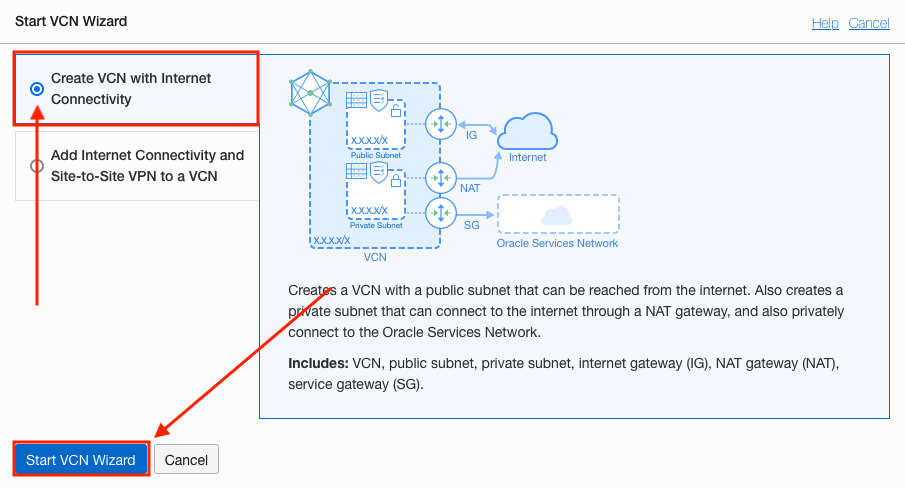 Start VCN Wizard
Help Cancel
Create VCN with Internet
Connectivity
Add Internet Connectivity and
Site-to-Site VPN to a VCN
X.X.X.X/X
Public Subnet
IG
Internet
NAT
X.X.X.X/X
Private Subnet
SG
X.X.X.X/X
Oracle Services Network
VCN
Creates a VCN with a public subnet that can be reached from the internet. Also creates a
private subnet that can connect to the internet through a NAT gateway, and also privately
connect to the Oracle Services Network.
Includes: VCN, public subnet, private subnet, internet gateway (IG), NAT gateway (NAT),
service gateway (SG).
Start VCN Wizard
Cancel